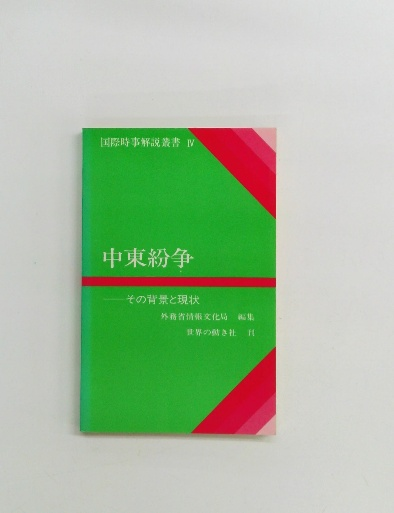 国際時事解説叢書 Ⅳ
中東紛争
——その背景と現状
外務省情報文化局 編集
世界の動き社 刊